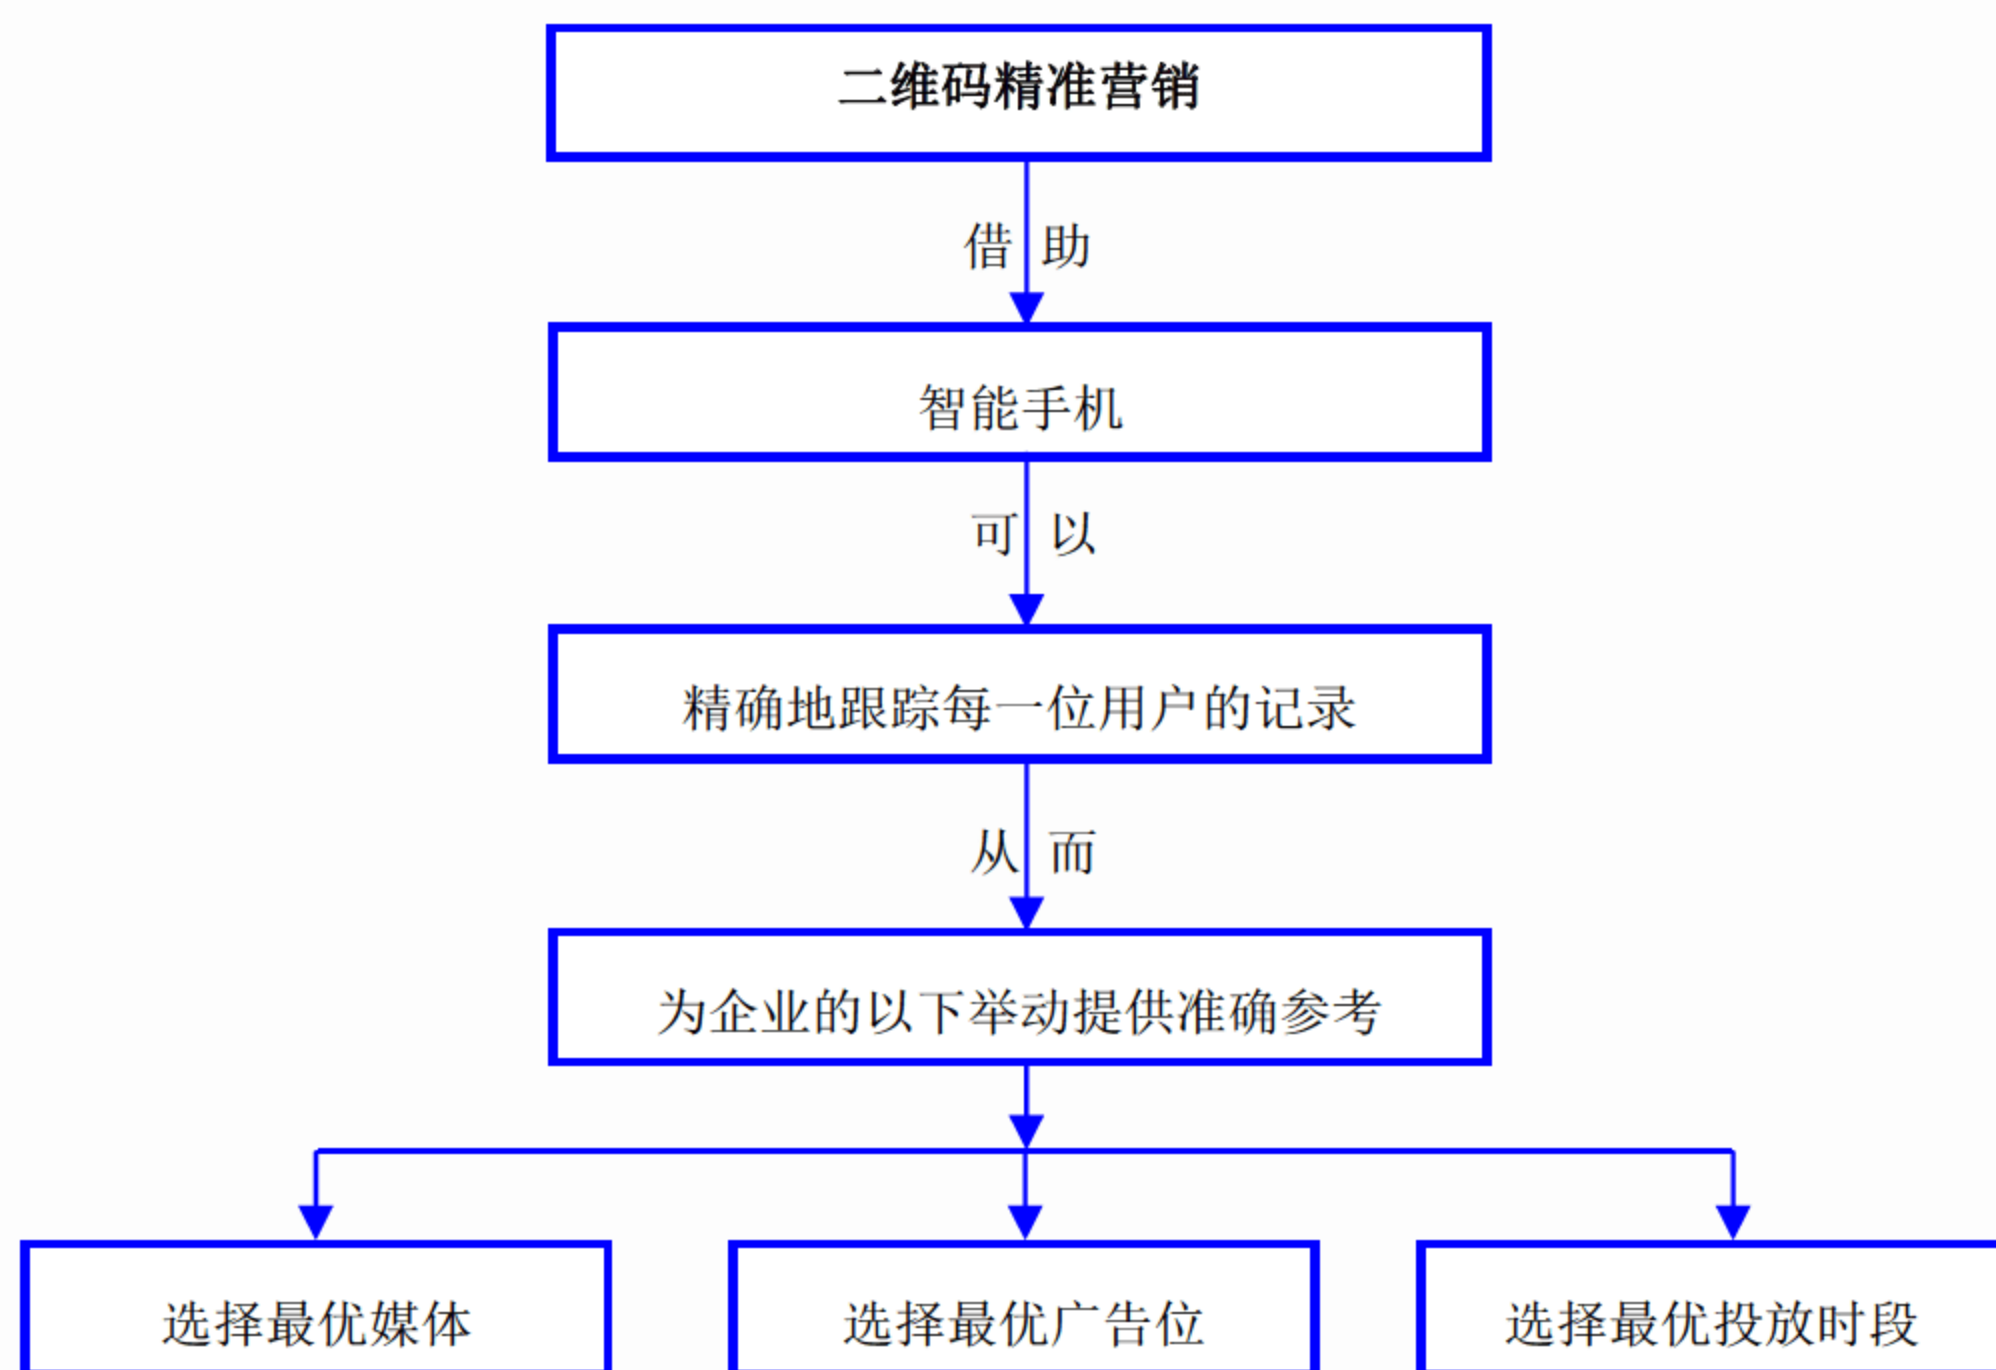 二维码精准营销
借助
智能手机
可以
精确地跟踪每一位用户的记录
从而
为企业的以下举动提供准确参考
选择最优媒体
选择最优广告位
选择最优投放时段